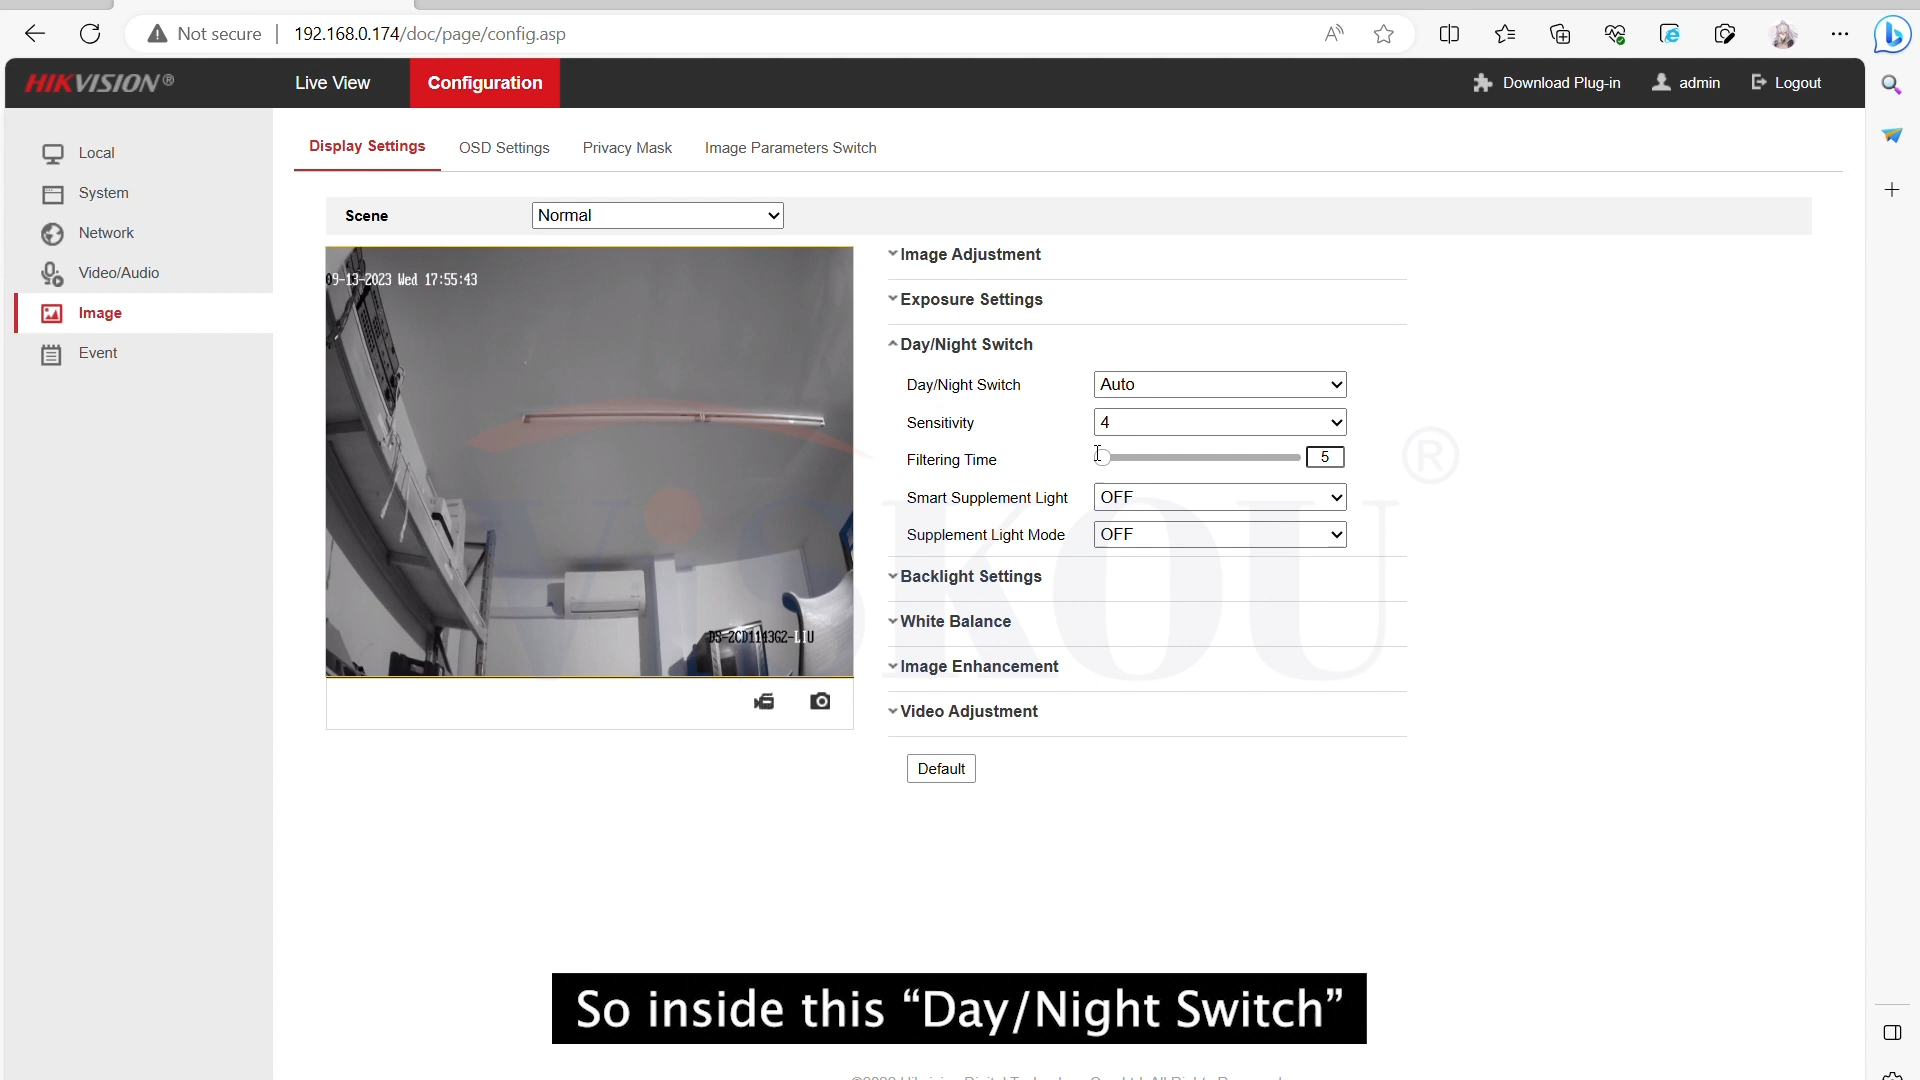 Not secure
192.168.0.174/doc/page/config.asp
HIKVISION®
Live View
Configuration
Download Plug-in
admin
Logout
Local
System
Network
Video/Audio
Image
Event
Display Settings
OSD Settings
Privacy Mask
Image Parameters Switch
Scene
Normal
09-13-2023 Wed 17:55:43
DS-2CD1143G2-LIU
Image Adjustment
Exposure Settings
Day/Night Switch
Day/Night Switch
Auto
Sensitivity
4
Filtering Time
5
Smart Supplement Light
OFF
Supplement Light Mode
OFF
Backlight Settings
White Balance
Image Enhancement
Video Adjustment
Default
ViSKOU®
So inside this “Day/Night Switch”